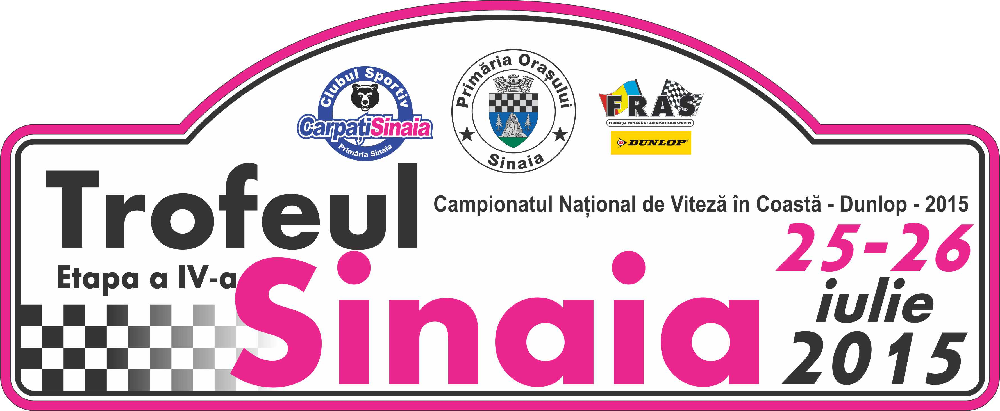 Clubul Sportiv
CarpațiSinaia
Primăria Sinaia
Primăria Orașului
Sinaia
FRAS
FEDERAȚIA ROMÂNĂ DE AUTOMOBILISM SPORTIV
D DUNLOP®
Trofeul
Campionatul Național de Viteză în Coastă - Dunlop - 2015
Etapa a IV-a
Sinaia
25-26
iulie
2015